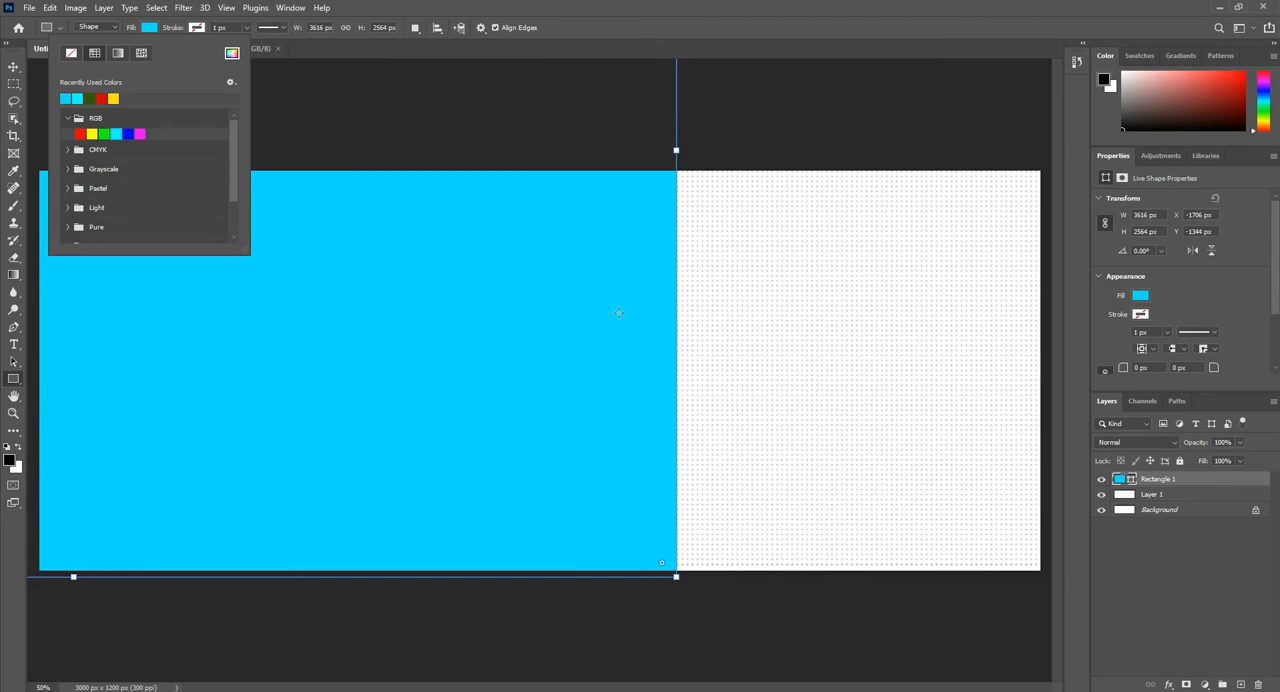 Ps File Edit Image Layer Type Select Filter 3D View Plugins Window Help
Shape Fill: Stroke: 1 px W: 3616 px H: 2564 px Align Edges
Unti GB/8) ×
Recently Used Colors
RGB
CMYK
Grayscale
Pastel
Light
Pure
Color Swatches Gradients Patterns
Properties Adjustments Libraries
Live Shape Properties
Transform
W 3616 px X -1706 px
H 2564 px Y -1344 px
0.00°
Appearance
Fill
Stroke
1 px
0 px 0 px
Layers Channels Paths
Kind
Normal Opacity: 100%
Lock: Fill: 100%
Rectangle 1
Layer 1
Background
50% 3000 px x 1200 px (300 ppi)